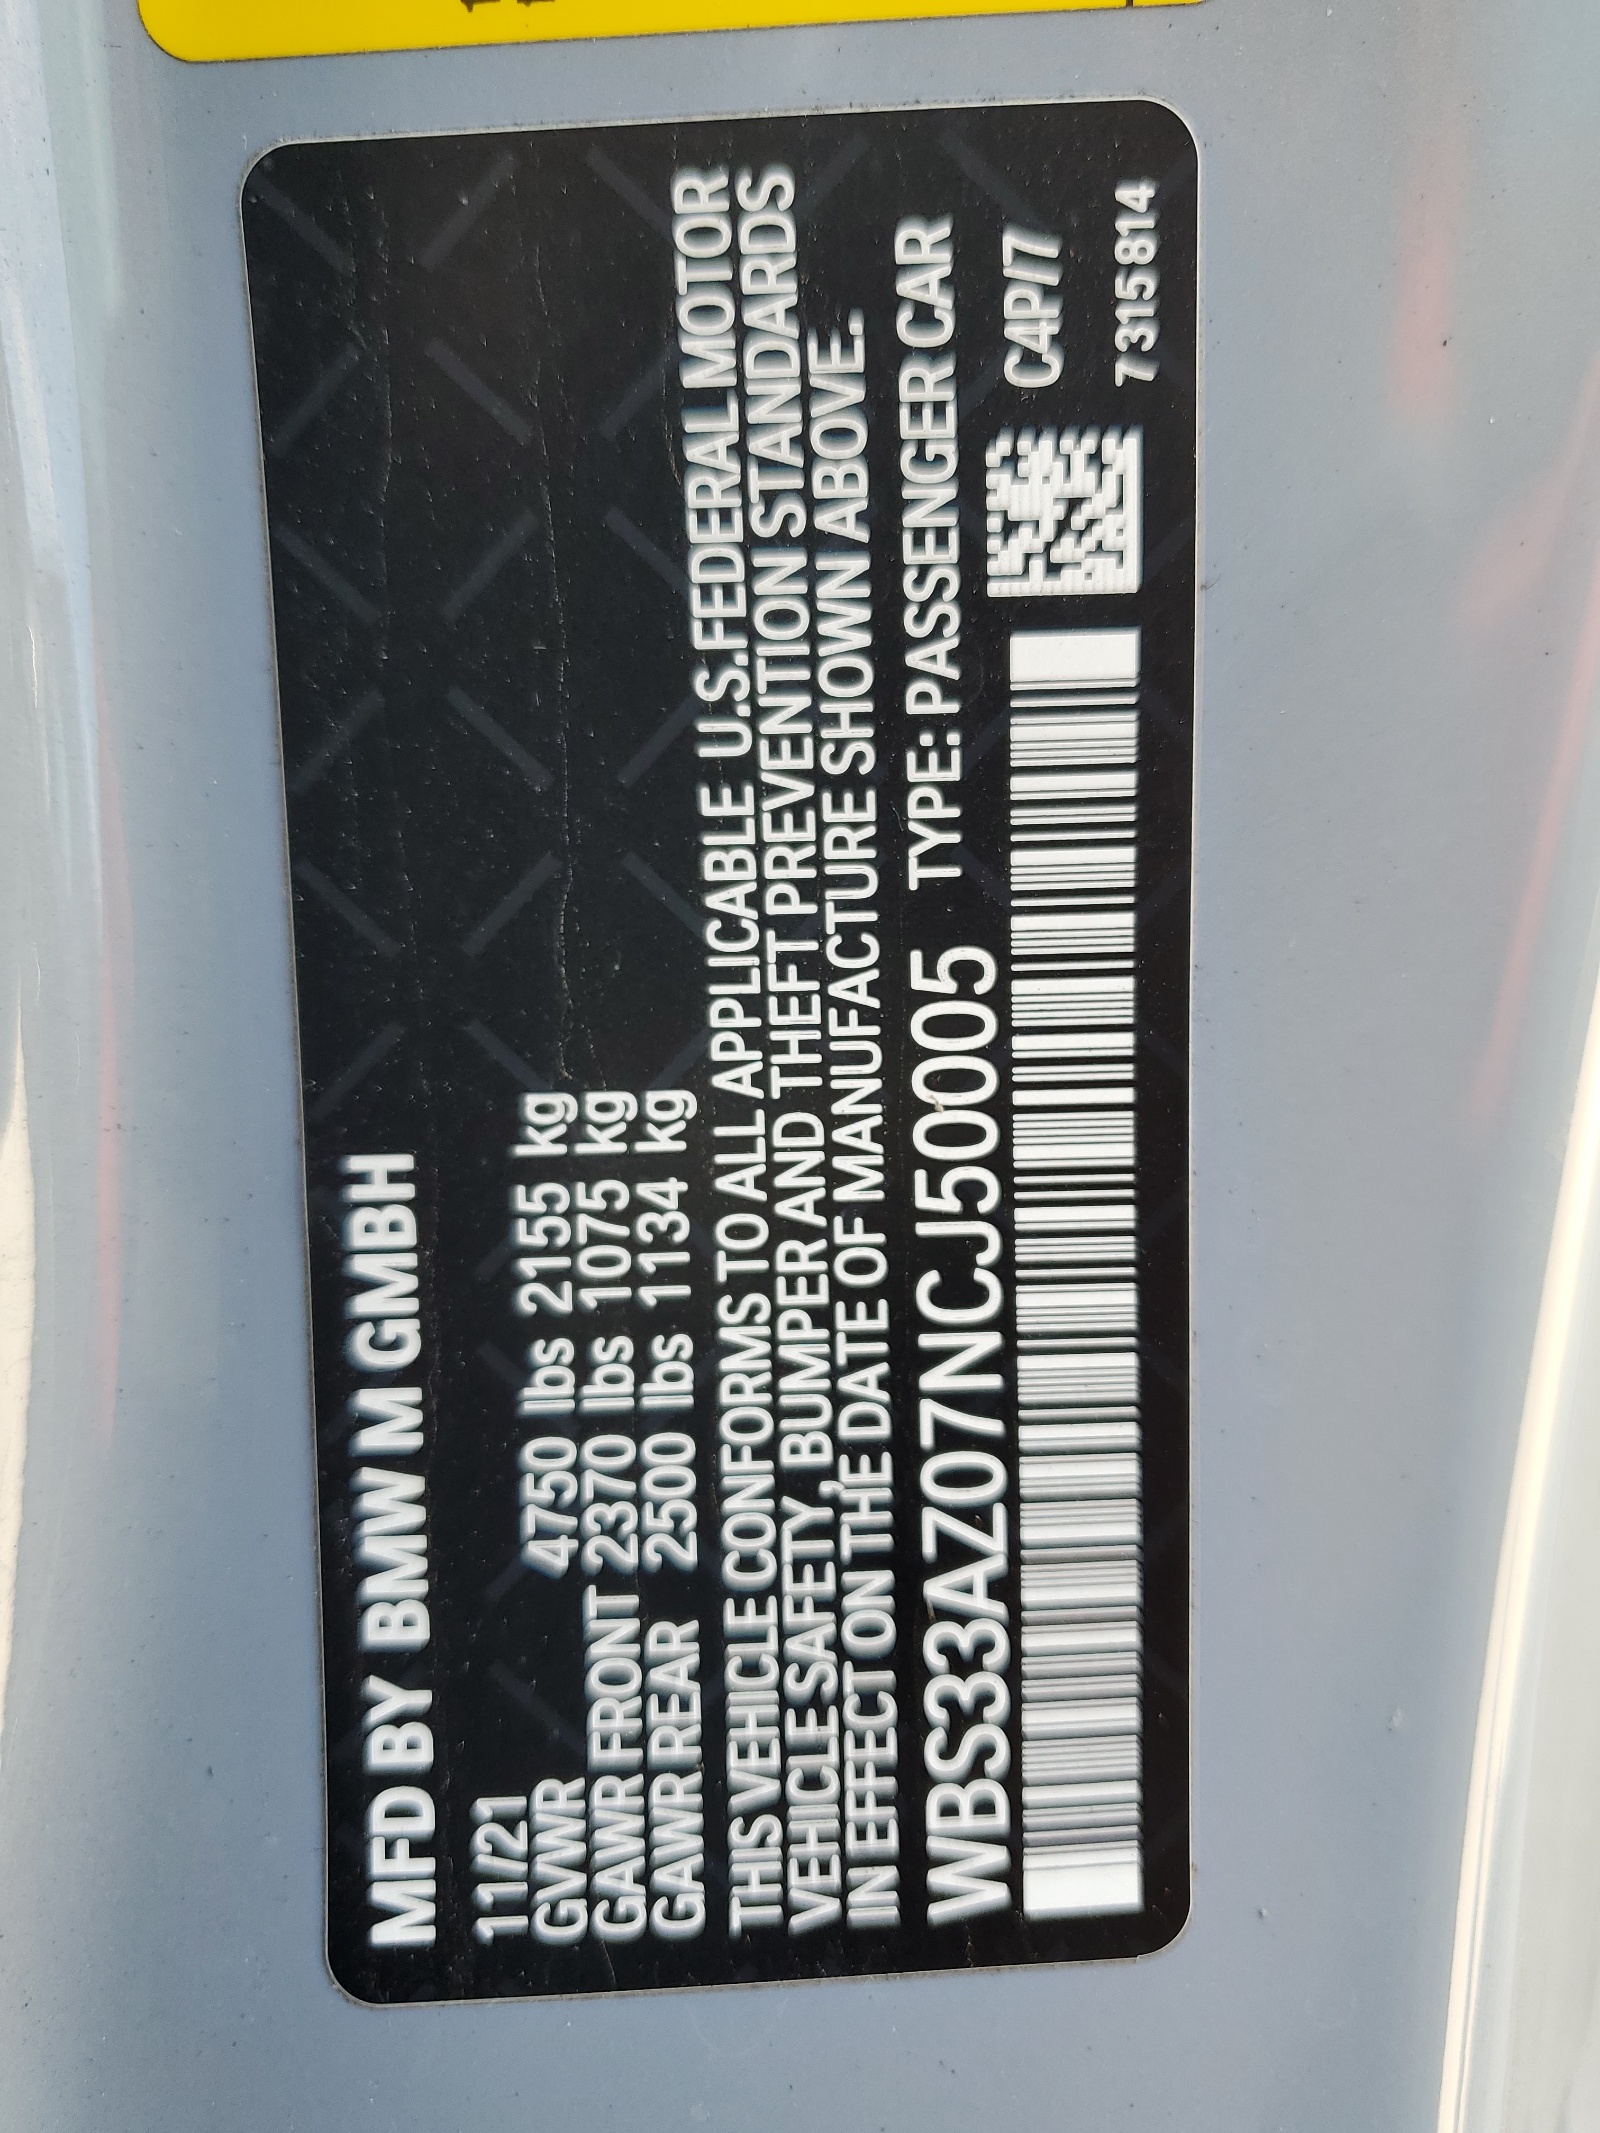 MFD BY BMW M GMBH
11/21
GVWR 4750 lbs 2155 kg
GAWR FRONT 2370 lbs 1075 kg
GAWR REAR 2500 lbs 1134 kg
THIS VEHICLE CONFORMS TO ALL APPLICABLE U.S.FEDERAL MOTOR
VEHICLE SAFETY, BUMPER AND THEFT PREVENTION STANDARDS
IN EFFECT ON THE DATE OF MANUFACTURE SHOWN ABOVE.
WBS33AZ07NCJ50005 TYPE: PASSENGER CAR
C4P/7
7315814